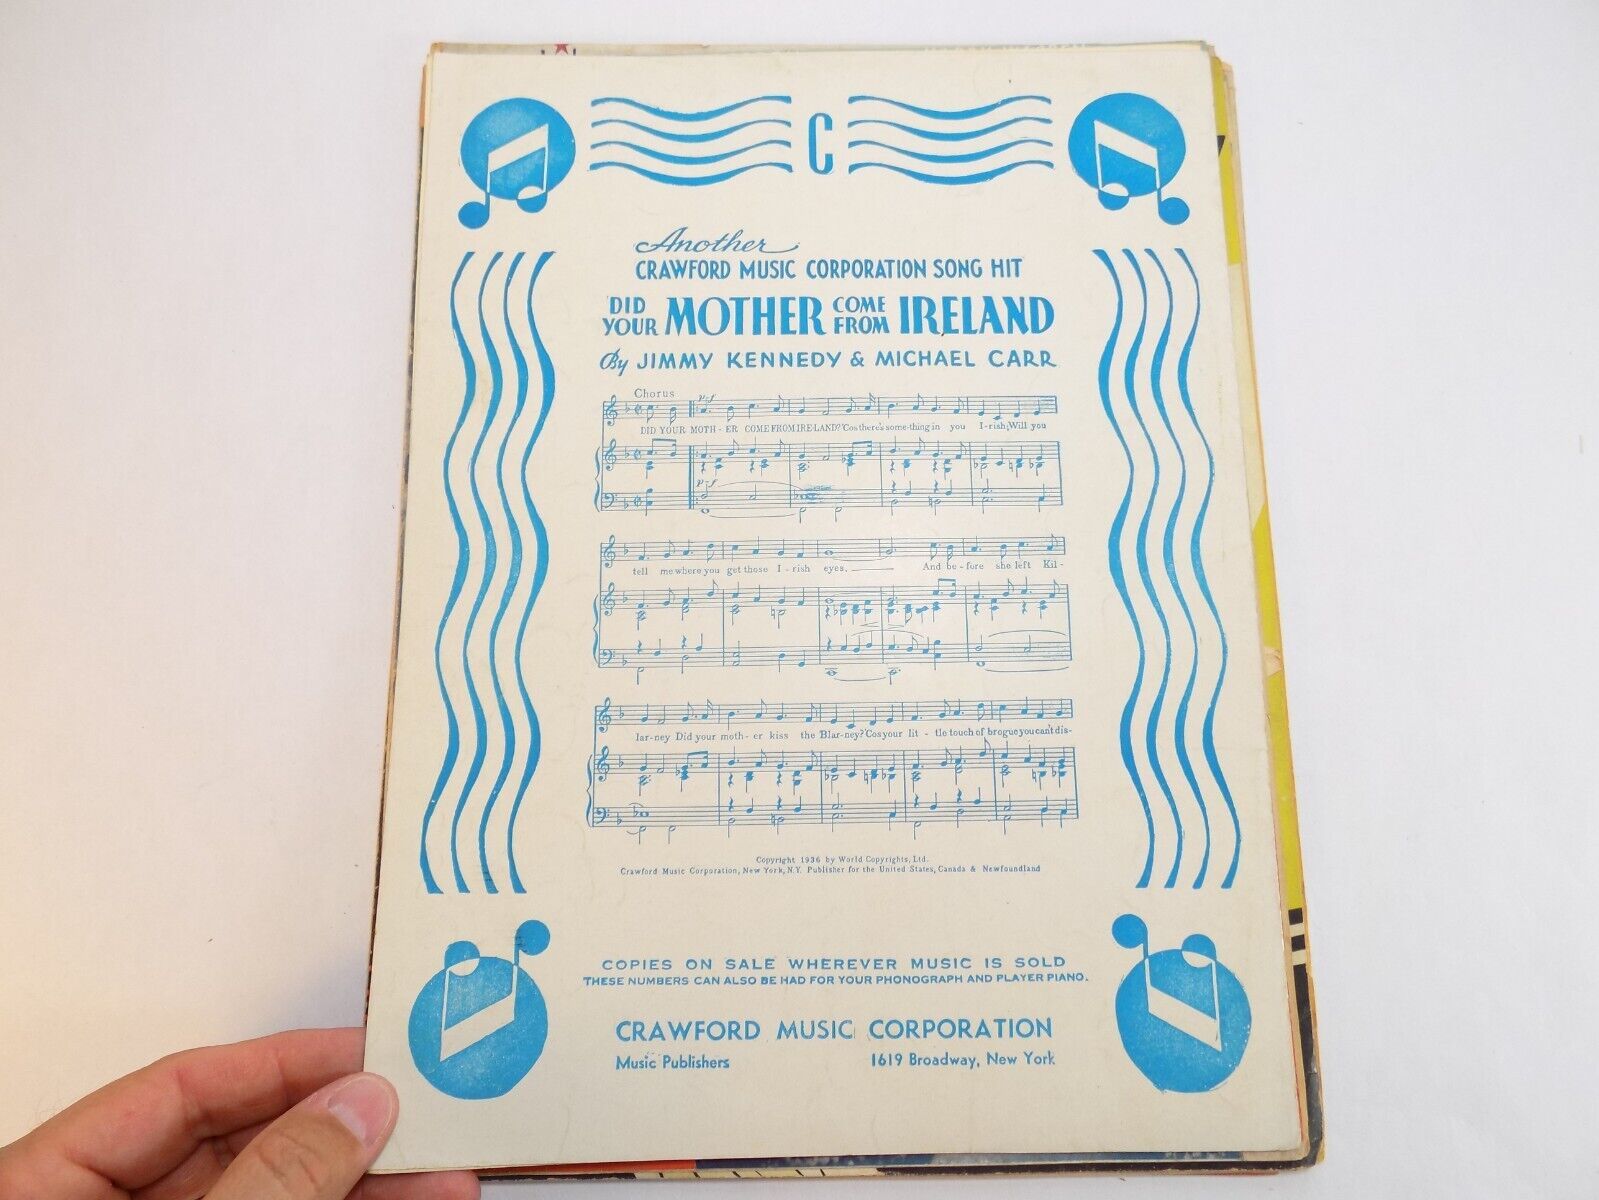 C
Another
CRAWFORD MUSIC CORPORATION SONG HIT
DID YOUR MOTHER COME FROM IRELAND
By JIMMY KENNEDY & MICHAEL CARR
Chorus
p-f
DID YOUR MOTH-ER COME FROM IRE-LAND? 'Cos there's some-thing in you I-rish; Will you
p-f
tell me where you get those I-rish eyes. And be-fore she left Kil-
lar-ney Did your moth-er kiss the Blar-ney? Cos your lit-tle touch of brogue you can't dis-
Copyright 1936 by World Copyrights, Ltd.
Crawford Music Corporation, New York, N.Y. Publisher for the United States, Canada & Newfoundland
COPIES ON SALE WHEREVER MUSIC IS SOLD
THESE NUMBERS CAN ALSO BE HAD FOR YOUR PHONOGRAPH AND PLAYER PIANO.
CRAWFORD MUSIC CORPORATION
Music Publishers 1619 Broadway, New York